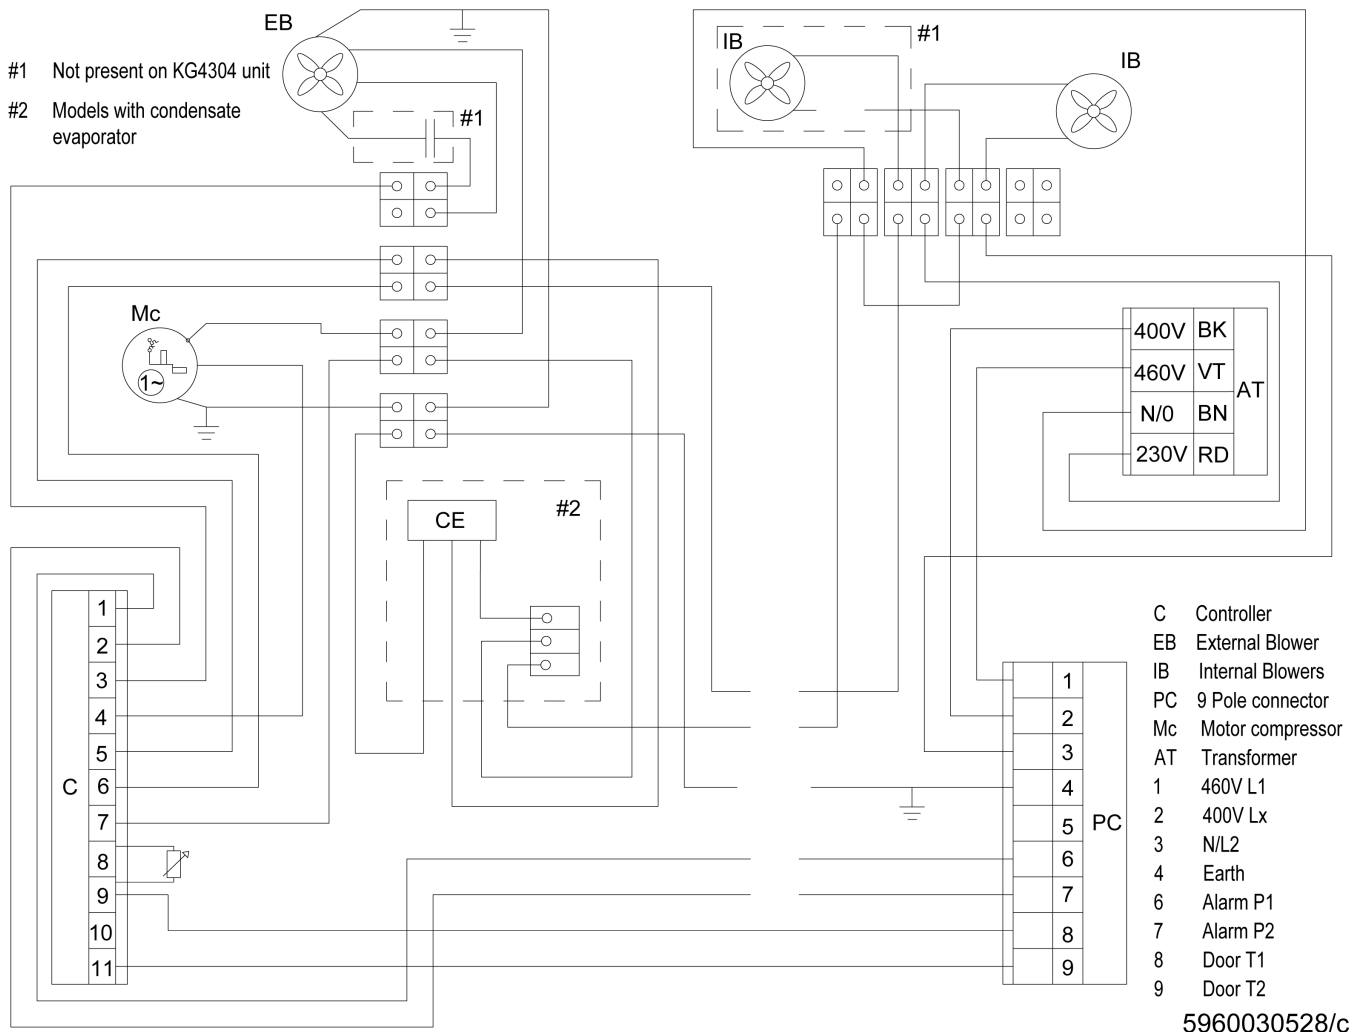 EB
#1 Not present on KG4304 unit
#2 Models with condensate
evaporator
#1
IB
#1
IB
Mc
1~
400V BK
460V VT
N/0 BN
230V RD
AT
CE
#2
C
1
2
3
4
5
6
7
8
9
10
11
1
2
3
4
5
6
7
8
9
PC
C Controller
EB External Blower
IB Internal Blowers
PC 9 Pole connector
Mc Motor compressor
AT Transformer
1 460V L1
2 400V Lx
3 N/L2
4 Earth
6 Alarm P1
7 Alarm P2
8 Door T1
9 Door T2
5960030528/c